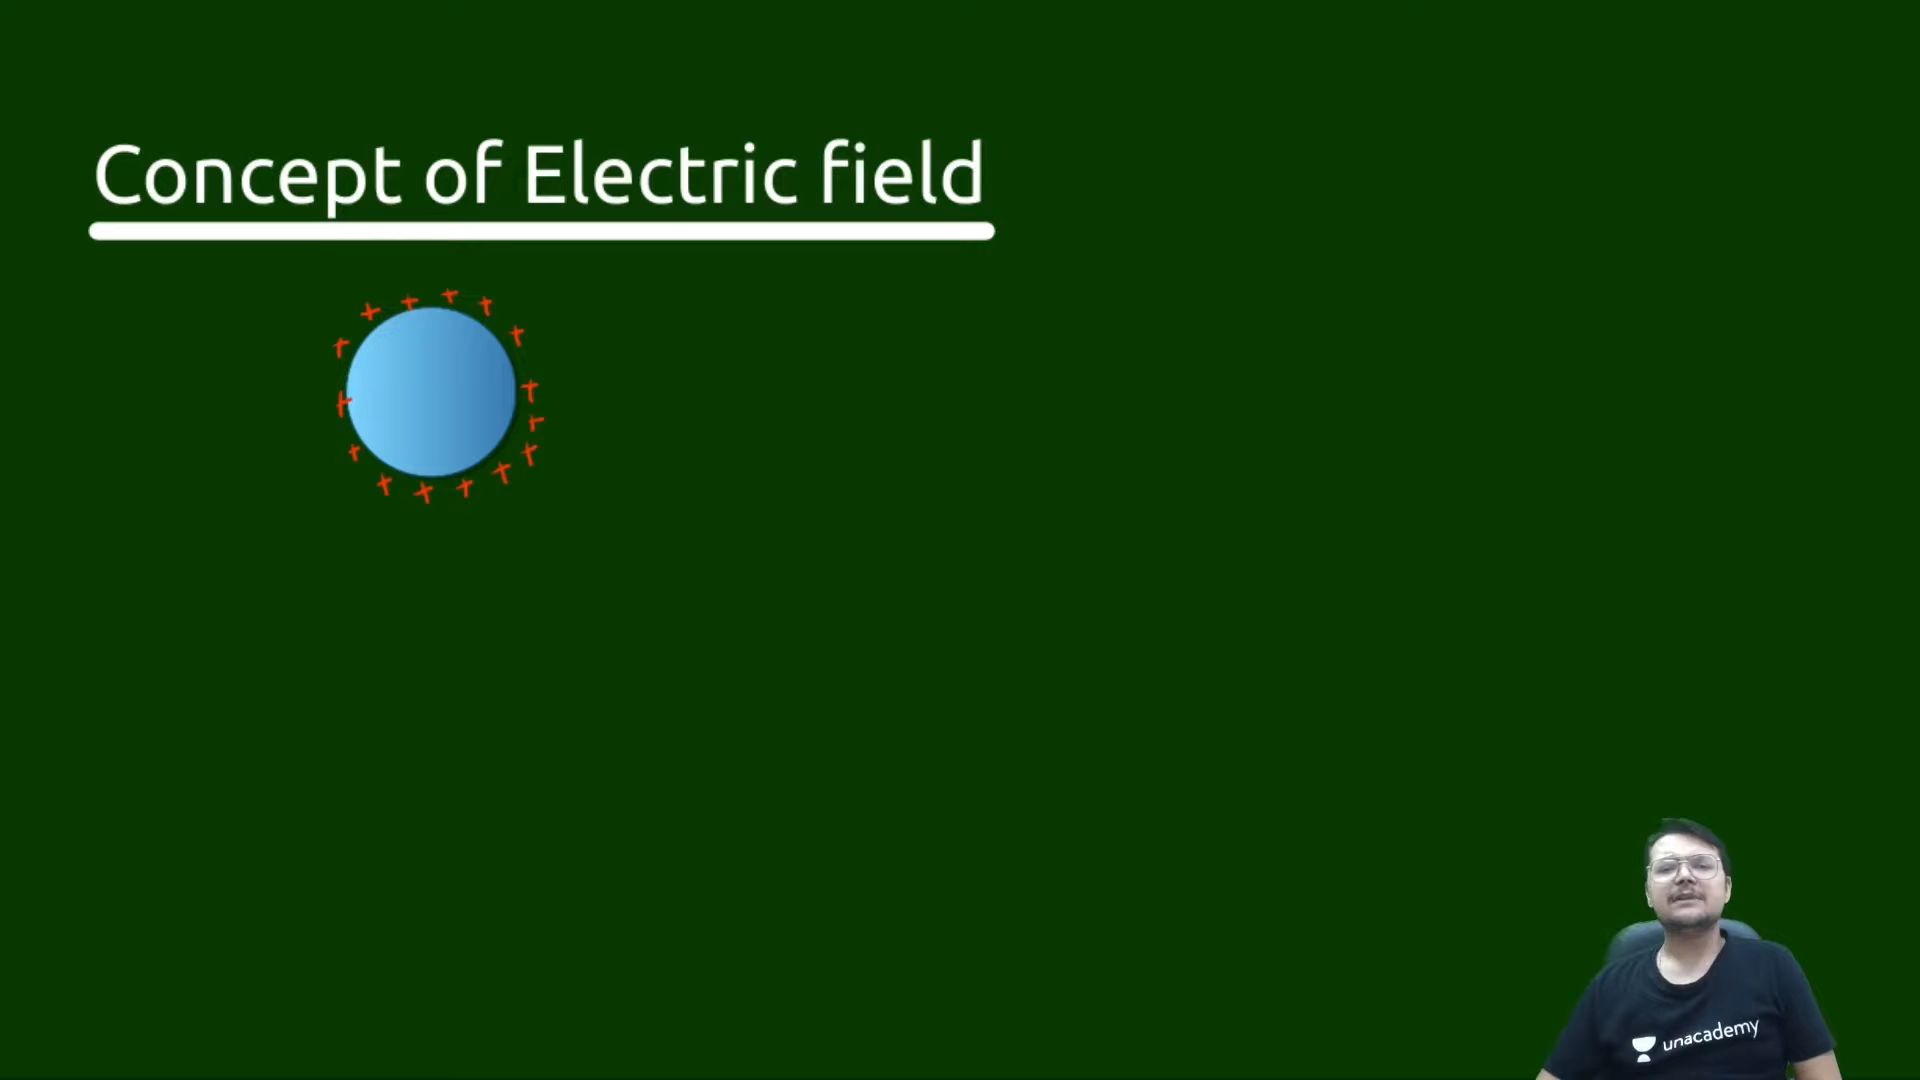 Concept of Electric field
+ + + +
+ +
+ +
+
+ +
+ + + +
unacademy